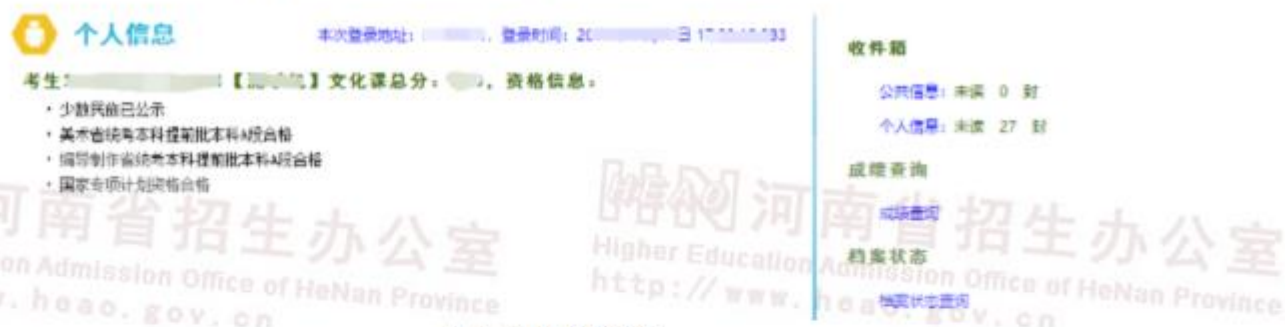 个人信息
本次登录地址: , 登录时间: 20 日 17
考生: 【 】文化课总分: , 资格信息:
· 少数民族已公示
· 美术省统考本科提前批本科A段合格
· 编导制作省统考本科提前批本科A段合格
· 国家专项计划资格合格
收件箱
公共信息: 未读 0 封
个人信息: 未读 27 封
成绩查询
成绩查询
档案状态
档案状态查询
河南省招生办公室
on Admission Office of HeNan Province
w.heao.gov.cn
HEAO 河南省招生办公室
Higher Education Admission Office of HeNan Province
http://www.heao.gov.cn